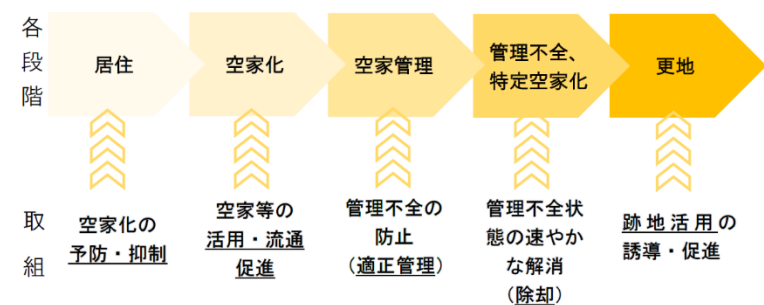 各段階
居住
空家化
空家管理
管理不全、
特定空家化
更地
取組
空家化の
予防・抑制
空家等の
活用・流通
促進
管理不全の
防止
（適正管理）
管理不全状
態の速やか
な解消
（除却）
跡地活用の
誘導・促進